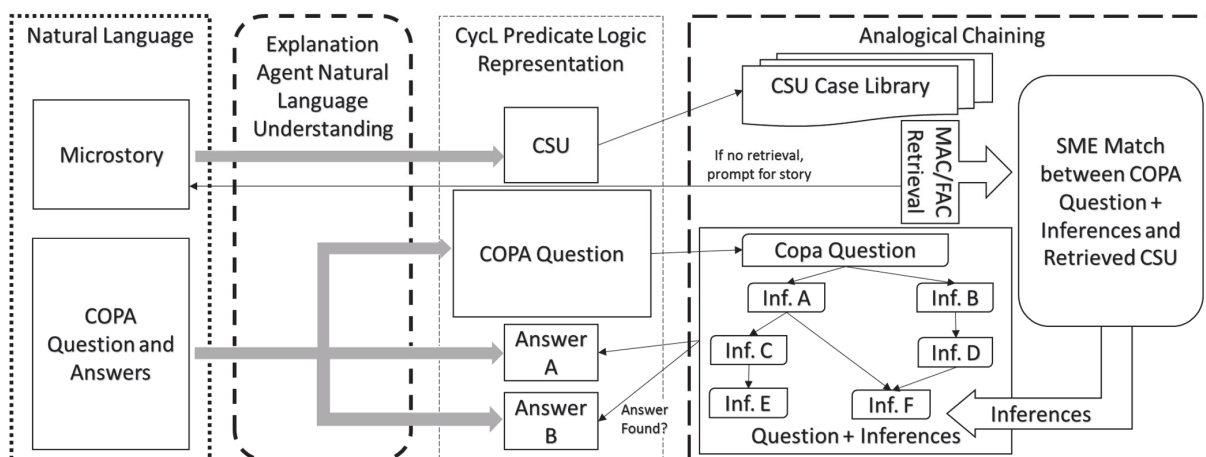 Natural Language
Microstory
COPA
Question and
Answers
Explanation
Agent Natural
Language
Understanding
CycL Predicate Logic
Representation
CSU
COPA Question
Answer
A
Answer
B
Answer
Found?
Analogical Chaining
CSU Case Library
If no retrieval,
prompt for story
MAC/FAC
Retrieval
SME Match
between COPA
Question +
Inferences and
Retrieved CSU
Copa Question
Inf. A
Inf. B
Inf. C
Inf. D
Inf. E
Inf. F
Question + Inferences
Inferences